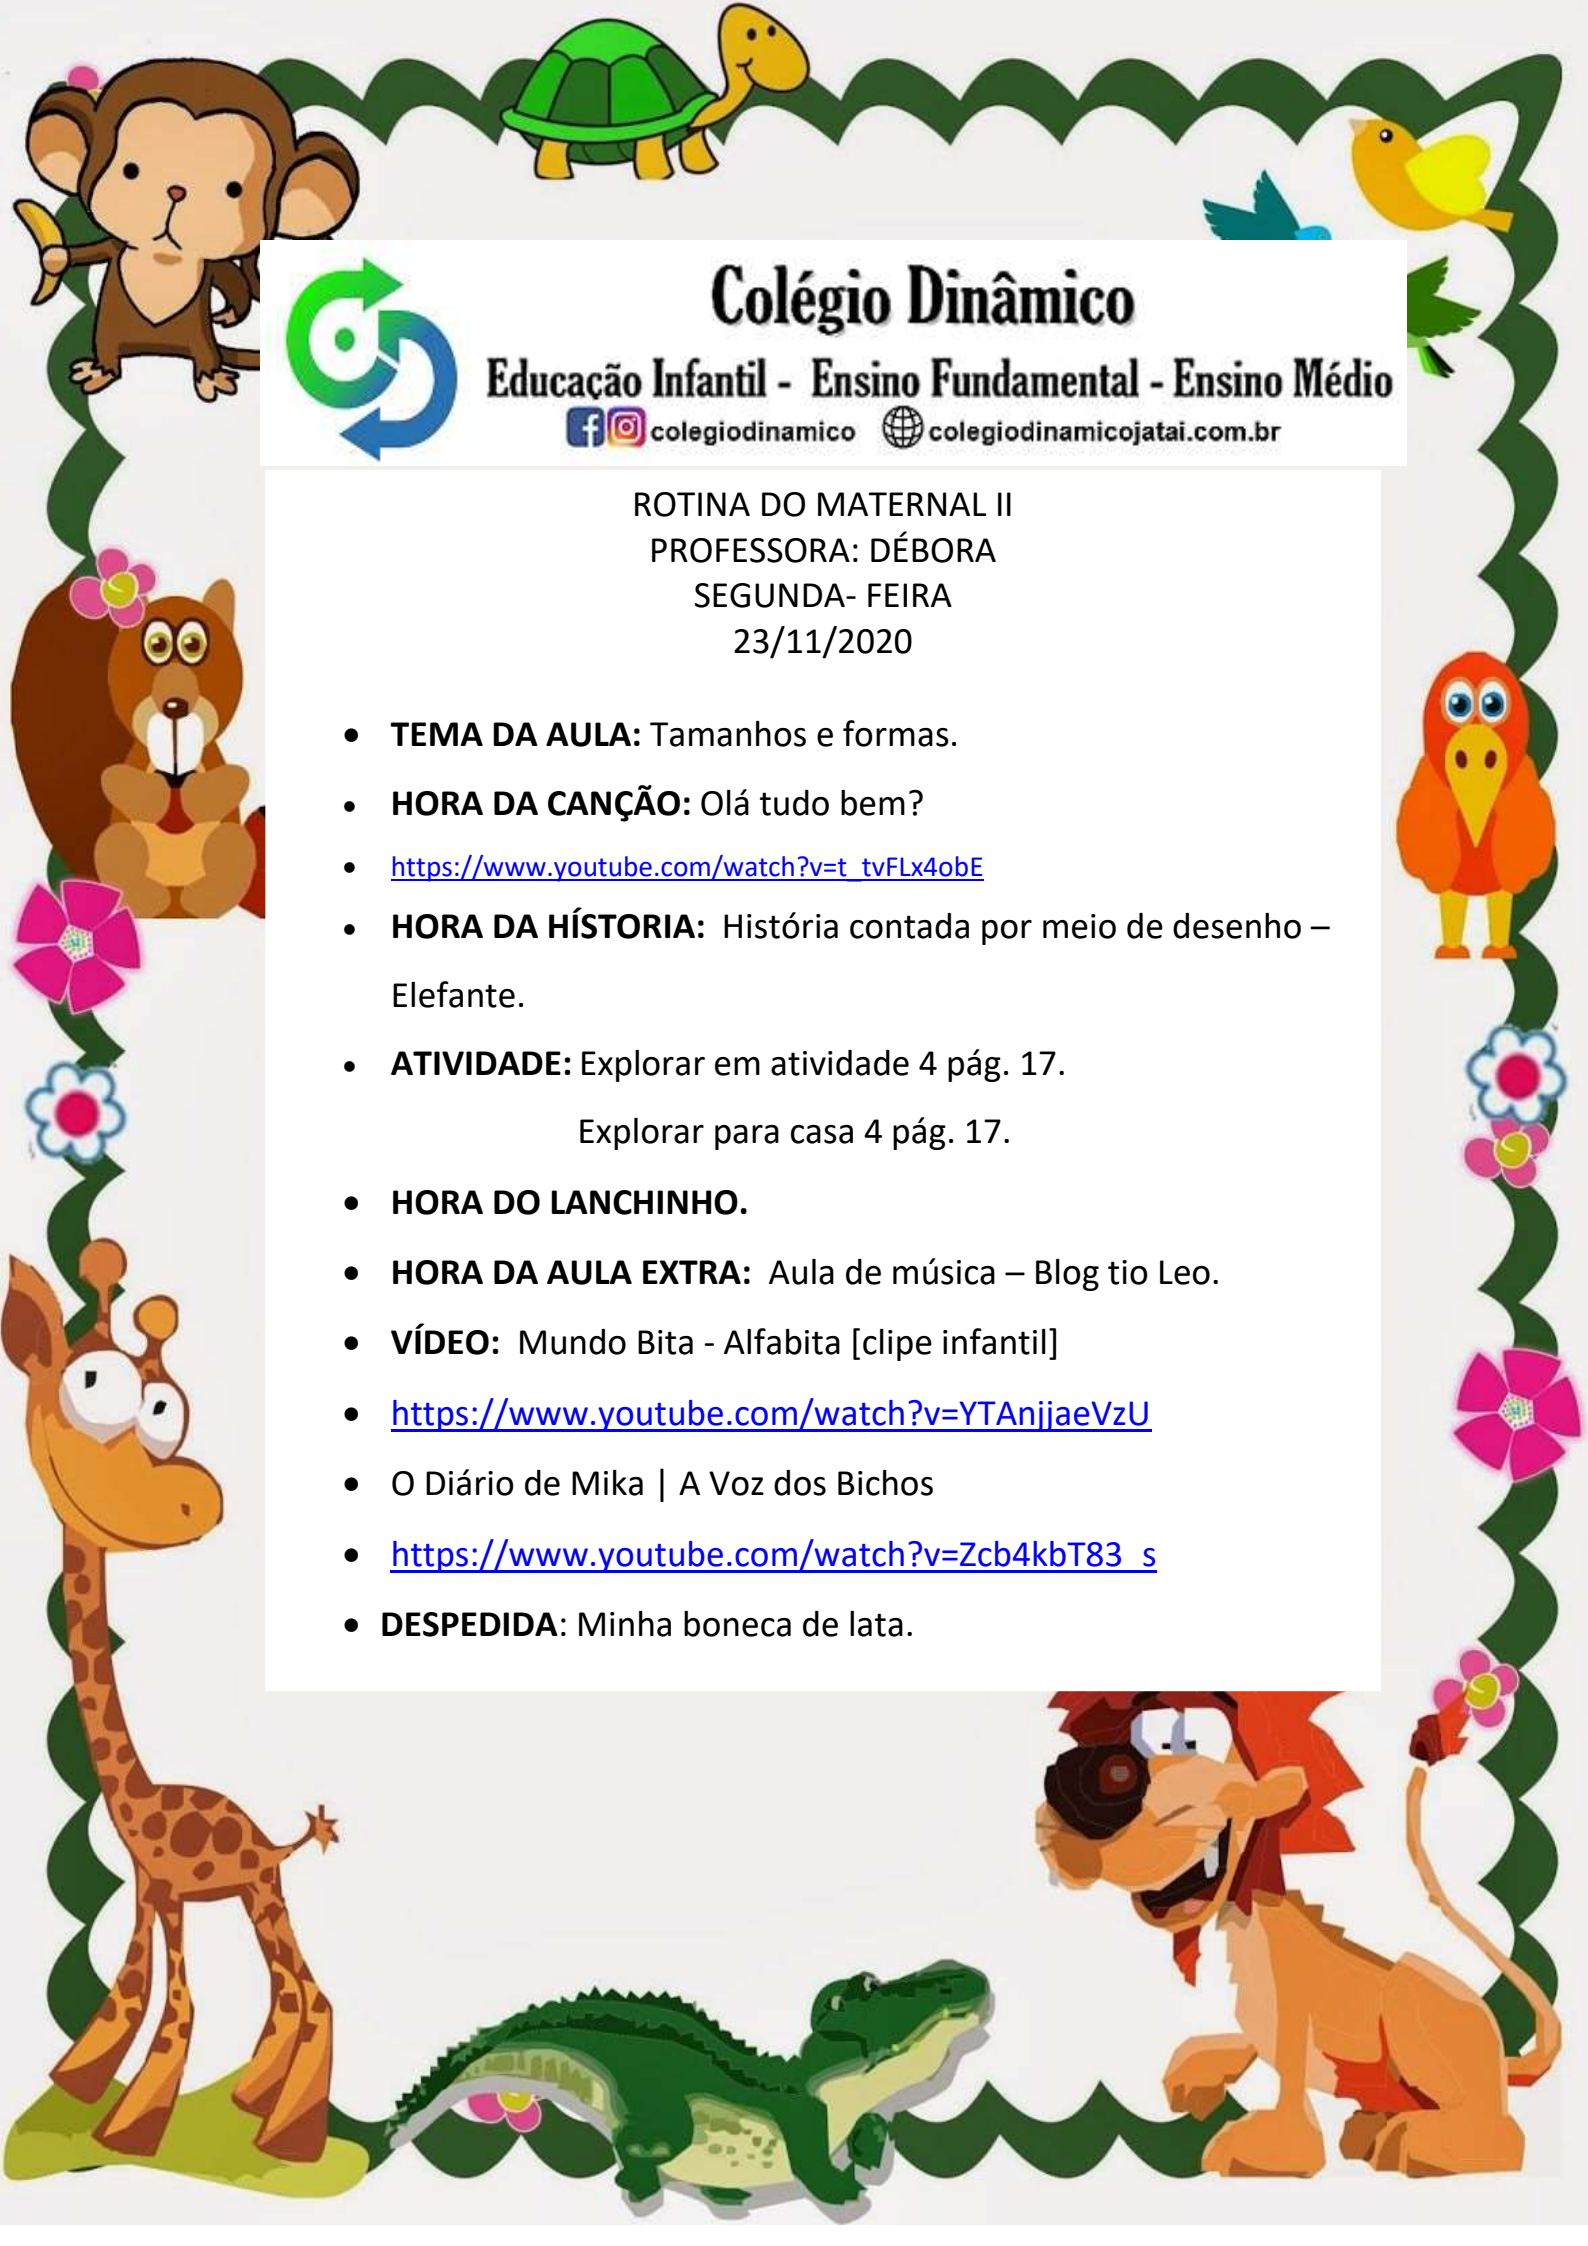 Colégio Dinâmico
Educação Infantil - Ensino Fundamental - Ensino Médio
colegiodinamico colegiodinamicojatai.com.br
ROTINA DO MATERNAL II
PROFESSORA: DÉBORA
SEGUNDA- FEIRA
23/11/2020
• TEMA DA AULA: Tamanhos e formas.
• HORA DA CANÇÃO: Olá tudo bem?
• https://www.youtube.com/watch?v=t_tvFLx4obE
• HORA DA HÍSTORIA: História contada por meio de desenho –
Elefante.
• ATIVIDADE: Explorar em atividade 4 pág. 17.
Explorar para casa 4 pág. 17.
• HORA DO LANCHINHO.
• HORA DA AULA EXTRA: Aula de música – Blog tio Leo.
• VÍDEO: Mundo Bita - Alfabita [clipe infantil]
• https://www.youtube.com/watch?v=YTAnjjaeVzU
• O Diário de Mika | A Voz dos Bichos
• https://www.youtube.com/watch?v=Zcb4kbT83_s
• DESPEDIDA: Minha boneca de lata.